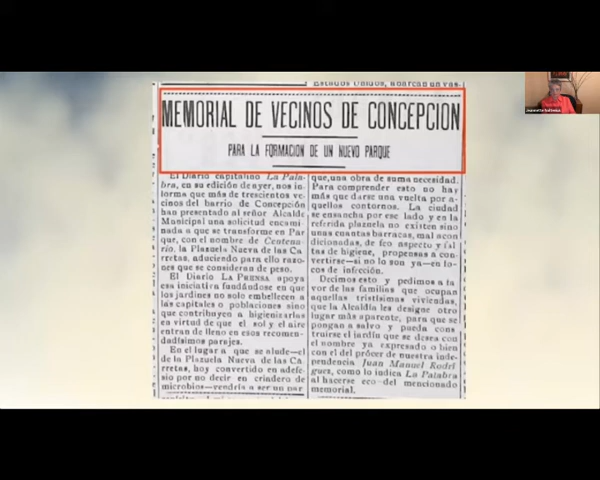 Estados Unidos, abarcan un vas-
MEMORIAL DE VECINOS DE CONCEPCION
PARA LA FORMACION DE UN NUEVO PARQUE
El Diario capitalino La Pala-
bra, en su edición de ayer, nos in-
forma que más de trescientos ve-
cinos del barrio de Concepción
han presentado al señor Alcalde
Municipal una solicitud encami-
nada a que se transforme en Par
que, con el nombre de Centena-
rio, la Plazuela Nueva de las Ca-
rretas, aduciendo para ello razo-
nes que se consideran de peso.
El Diario LA PRENSA apoya
esa iniciativa fundándose en que
los jardines no solo embellecen a
las capitales o poblaciones sino
que contribuyen a higienizarlas
en virtud de que el sol y el aire
entran de lleno en esos recomen-
dadísimos parajes.
En el lugar a que se alude—el
de la Plazuela Nueva de las Ca-
rretas, hoy convertido en adefe-
sio por no decir en criadero de
microbios—vendría a ser un par
que, una obra de suma necesidad.
Para comprender esto no hay
más que darse una vuelta por a-
quellos contornos. La ciudad
se ensancha por ese lado y en la
referida plazuela no existen sino
unas cuantas barracas, mal acon
dicionadas, de feo aspecto y fal
tas de higiene, propensas a con-
vertirse—si no lo son ya—en fo-
cos de infección.
Decimos esto y pedimos a fa
vor de las familias que ocupan
aquellas tristísimas viviendas,
que la Alcaldía les designe otro
lugar más aparente, para que se
pongan a salvo y pueda cons-
truirse el jardín que se desea con
el nombre ya expresado o bien
con el del prócer de nuestra inde-
pendencia Juan Manuel Rodrí
gues, como lo indica La Palabra
al hacerse eco del mencionado
memorial.